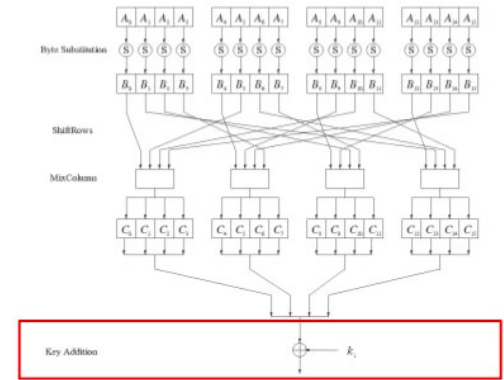 A₀ A₁ A₂ A₃ A₄ A₅ A₆ A₇ A₈ A₉ A₁₀ A₁₁ A₁₂ A₁₃ A₁₄ A₁₅
Byte Substitution S S S S S S S S S S S S S S S S
B₀ B₁ B₂ B₃ B₄ B₅ B₆ B₇ B₈ B₉ B₁₀ B₁₁ B₁₂ B₁₃ B₁₄ B₁₅
ShiftRows
MixColumn
C₀ C₁ C₂ C₃ C₄ C₅ C₆ C₇ C₈ C₉ C₁₀ C₁₁ C₁₂ C₁₃ C₁₄ C₁₅
Key Addition kᵢ